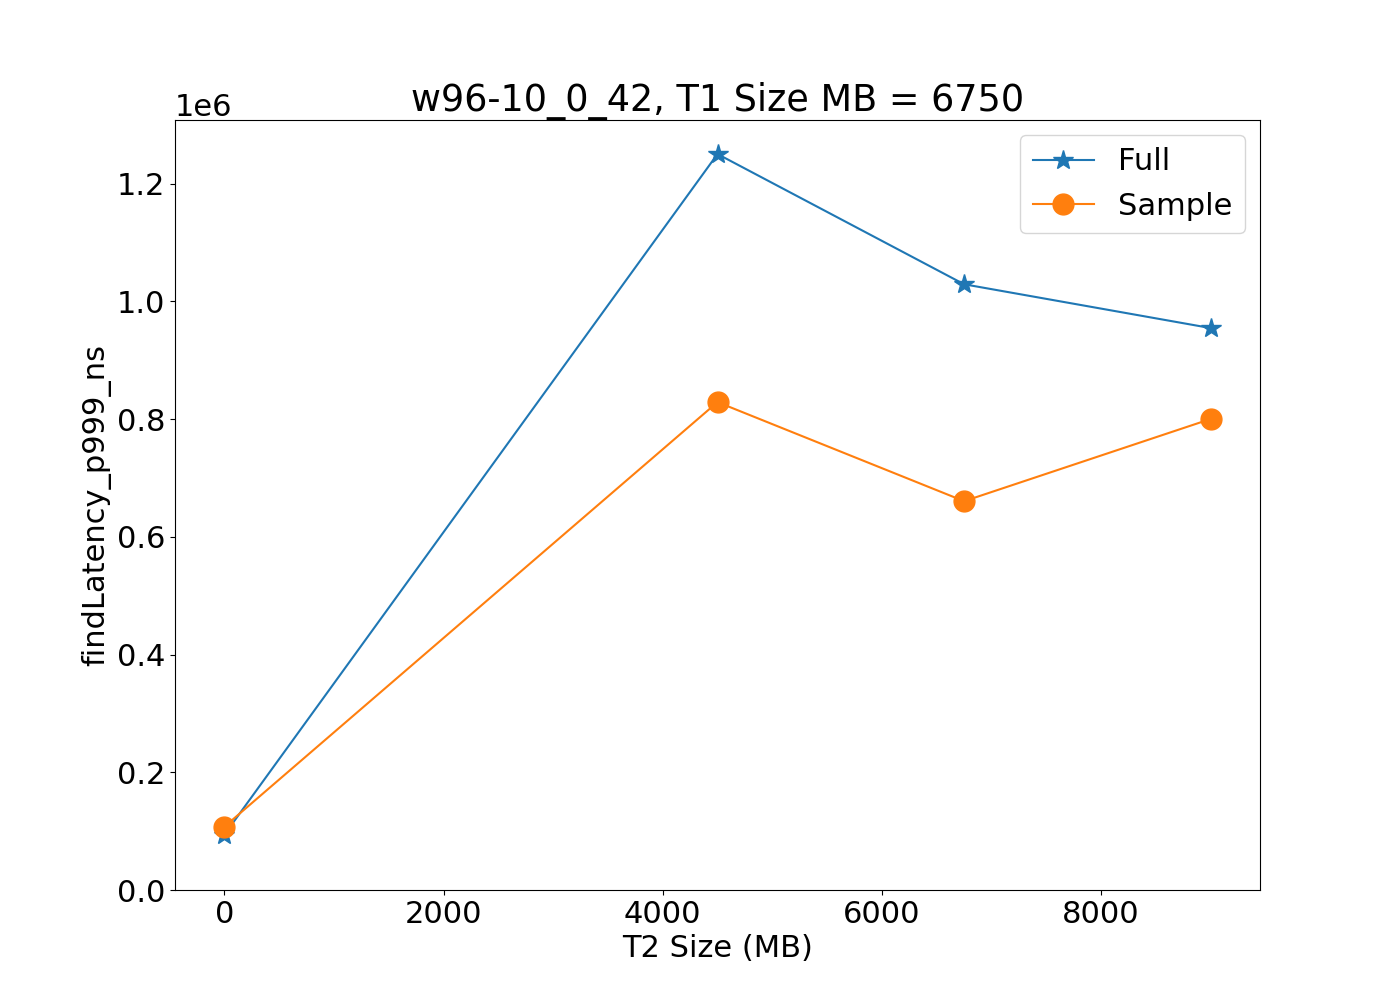 w96-10_0_42, T1 Size MB = 6750
1e6
Full
Sample
1.2
1.0
0.8
0.6
0.4
0.2
0.0
findLatency_p999_ns
0 2000 4000 6000 8000
T2 Size (MB)